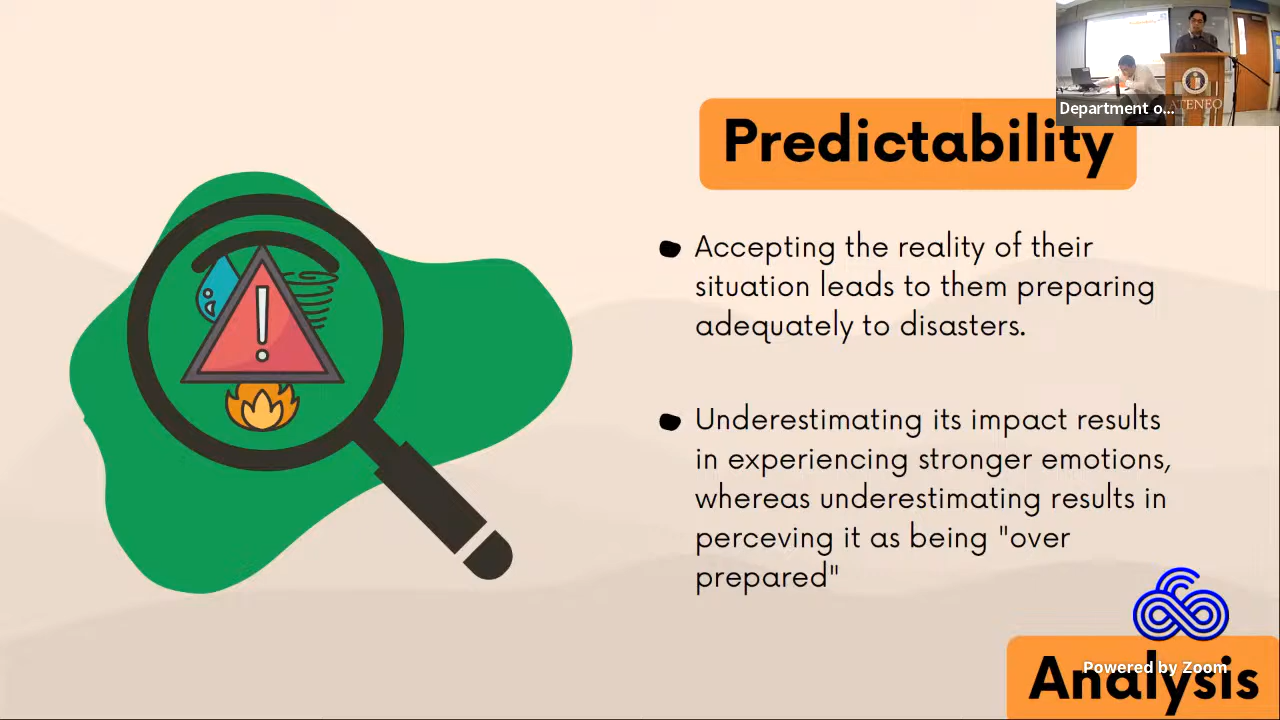 Predictability
Department o...
ATENEO
Accepting the reality of their
situation leads to them preparing
adequately to disasters.
Underestimating its impact results
in experiencing stronger emotions,
whereas underestimating results in
perceving it as being "over
prepared"
Powered by Zoom
Analysis